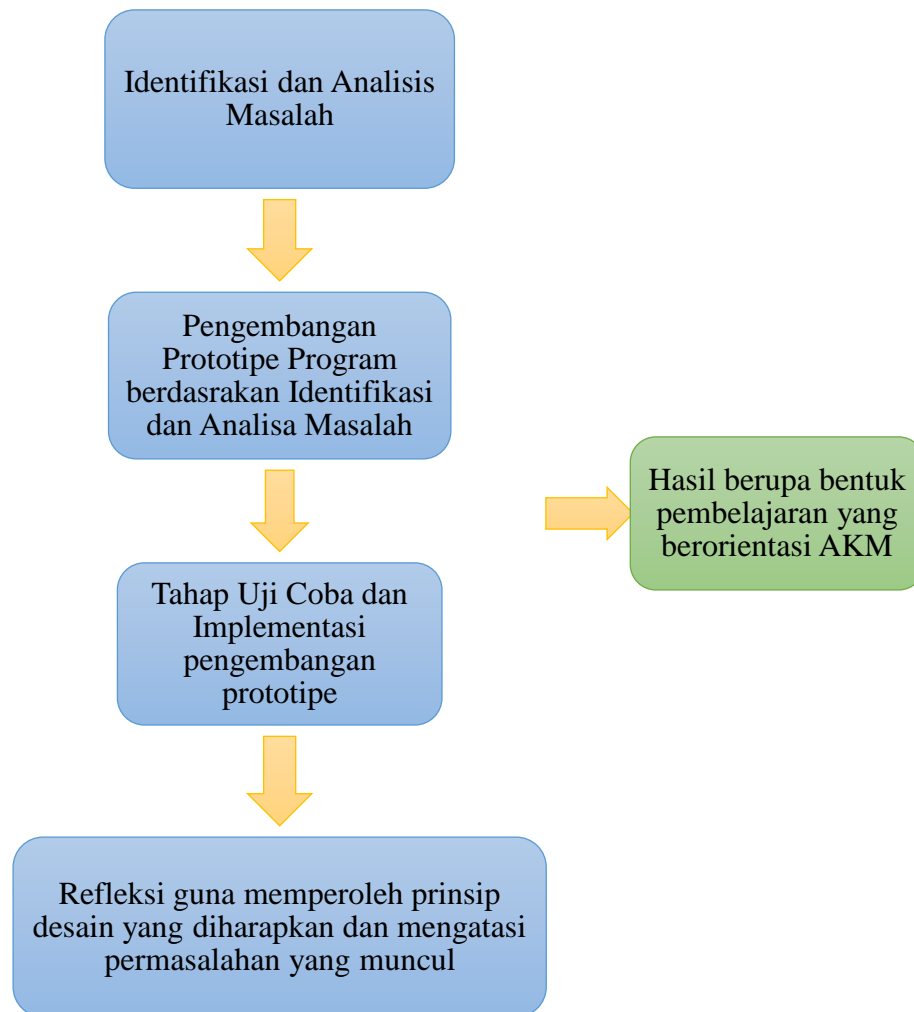 Identifikasi dan Analisis
Masalah
Pengembangan
Prototipe Program
berdasrakan Identifikasi
dan Analisa Masalah
Hasil berupa bentuk
pembelajaran yang
berorientasi AKM
Tahap Uji Coba dan
Implementasi
pengembangan
prototipe
Refleksi guna memperoleh prinsip
desain yang diharapkan dan mengatasi
permasalahan yang muncul